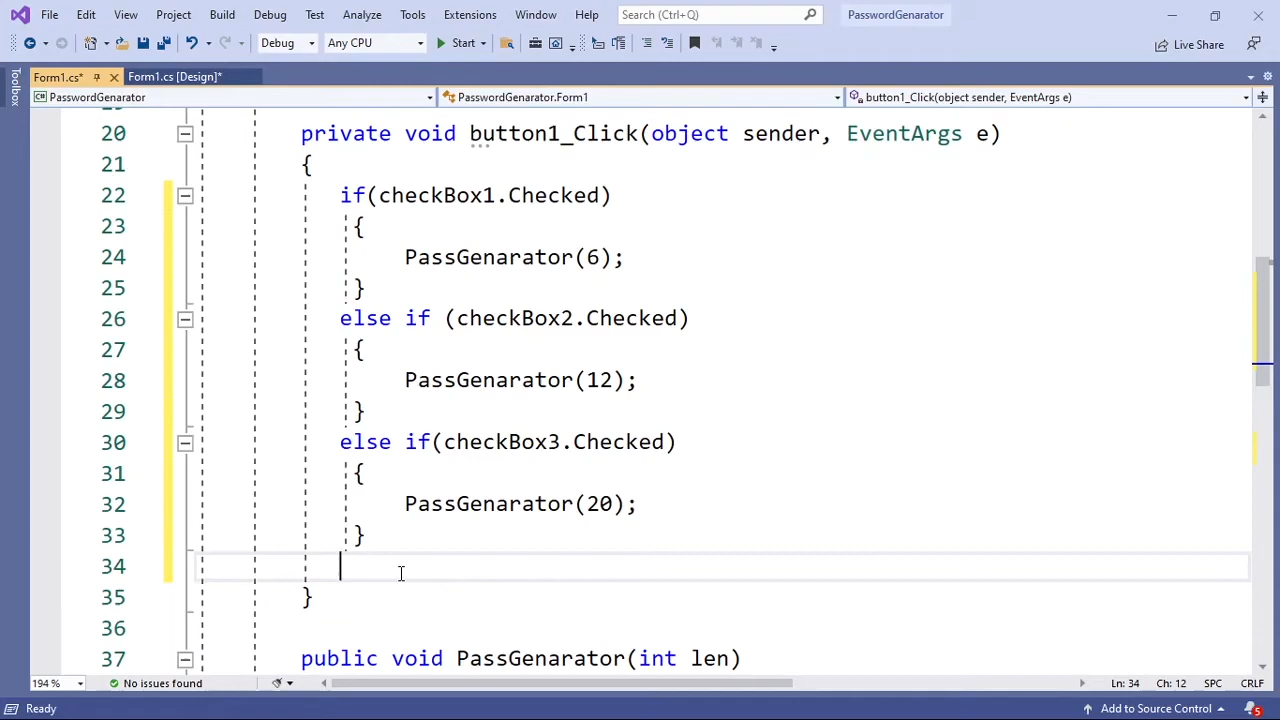 File Edit View Project Build Debug Test Analyze Tools Extensions Window Help Search (Ctrl+Q) PasswordGenarator
Debug Any CPU Start Live Share
Form1.cs* Form1.cs [Design]*
Toolbox
PasswordGenarator PasswordGenarator.Form1 button1_Click(object sender, EventArgs e)
20 private void button1_Click(object sender, EventArgs e)
21 {
22 if(checkBox1.Checked)
23 {
24 PassGenarator(6);
25 }
26 else if (checkBox2.Checked)
27 {
28 PassGenarator(12);
29 }
30 else if(checkBox3.Checked)
31 {
32 PassGenarator(20);
33 }
34
35 }
36
37 public void PassGenarator(int len)
194 % No issues found Ln: 34 Ch: 12 SPC CRLF
Ready Add to Source Control 5